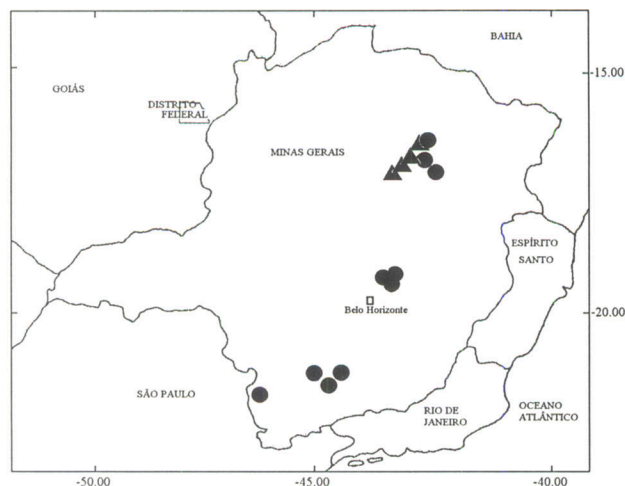 BAHIA
-15.00
GOIÁS
DISTRITO
FEDERAL
MINAS GERAIS
ESPÍRITO
SANTO
Belo Horizonte
-20.00
SÃO PAULO
RIO DE
JANEIRO
OCEANO
ATLÂNTICO
-50.00
-45.00
-40.00